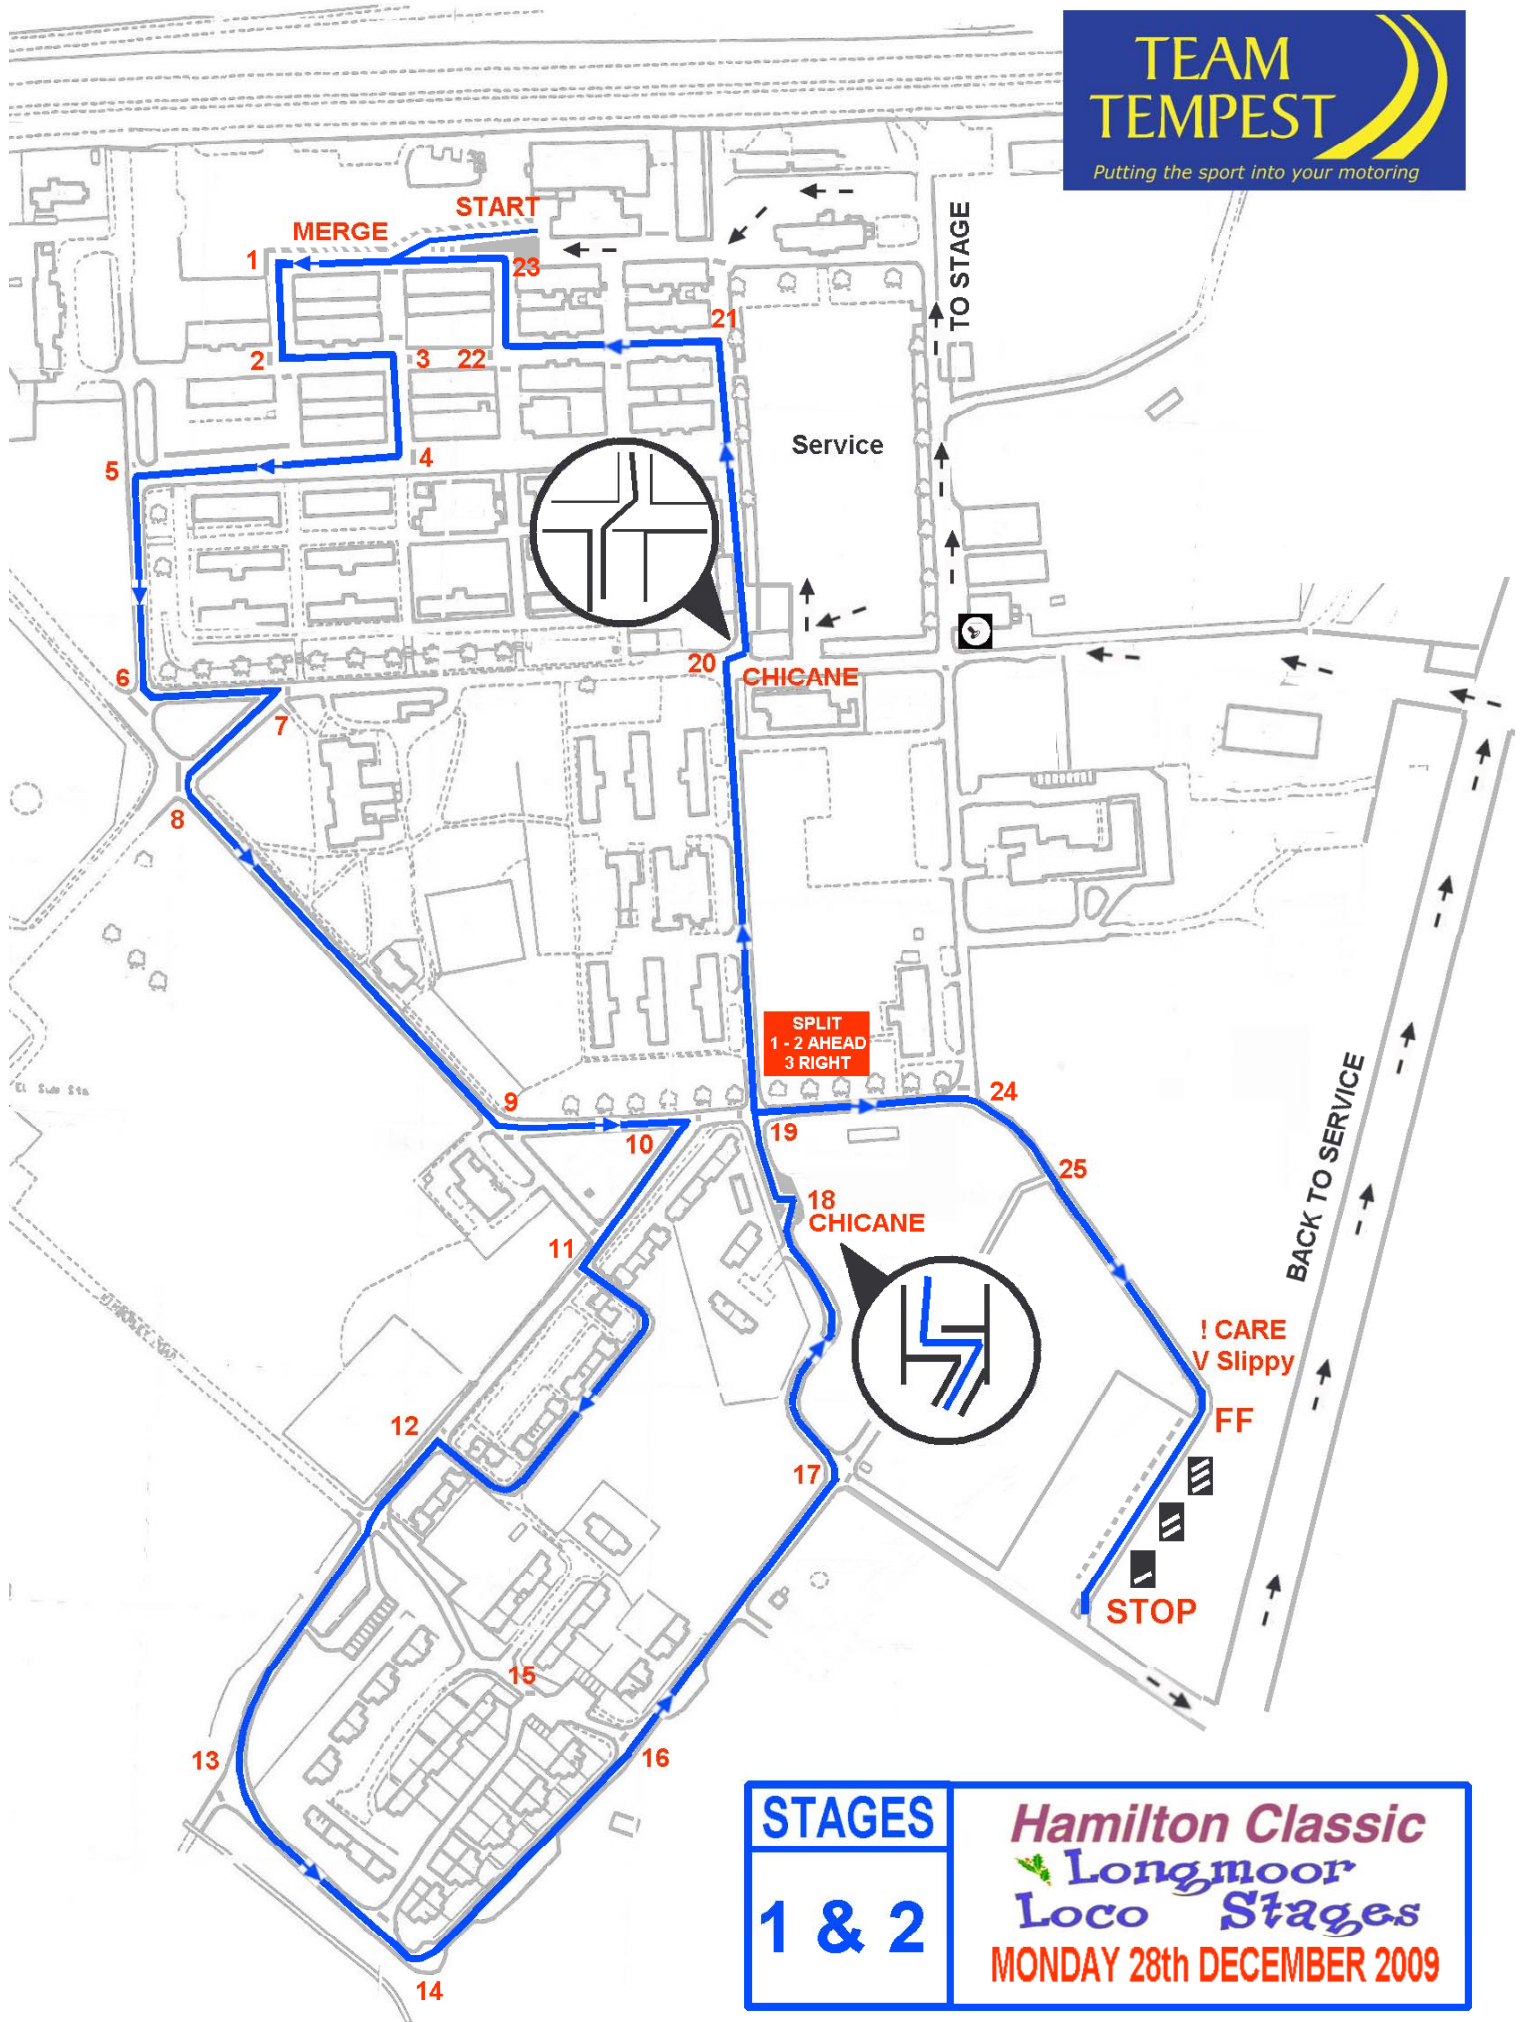 TEAM
TEMPEST
Putting the sport into your motoring
START
MERGE
1
23
TO STAGE
21
2
3
22
Service
5
4
6
20
CHICANE
7
8
SPLIT
1 - 2 AHEAD
3 RIGHT
El Sub Sta
9
24
10
19
25
BACK TO SERVICE
18
CHICANE
11
! CARE
V Slippy
12
FF
17
STOP
15
13
16
14
STAGES
1 & 2
Hamilton Classic
Longmoor
Loco Stages
MONDAY 28th DECEMBER 2009